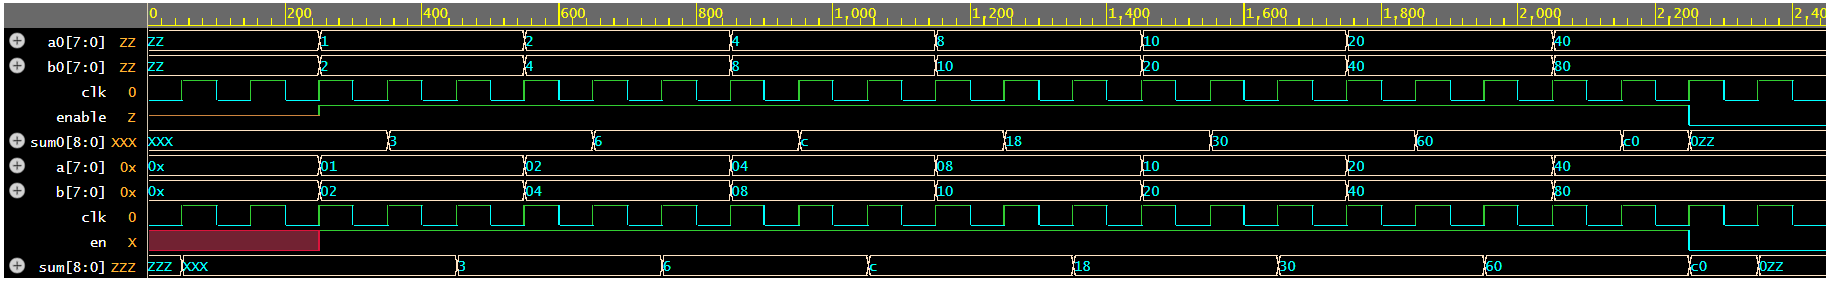 0 200 400 600 800 1,000 1,200 1,400 1,600 1,800 2,000 2,200 2,40
a0[7:0] ZZ ZZ 1 2 4 8 10 20 40
b0[7:0] ZZ ZZ 2 4 8 10 20 40 80
clk 0
enable Z
sum0[8:0] XXX XXX 3 6 c 18 30 60 c0 0ZZ
a[7:0] 0x 0x 01 02 04 08 10 20 40
b[7:0] 0x 0x 02 04 08 10 20 40 80
clk 0
en X
sum[8:0] ZZZ ZZZ XXX 3 6 c 18 30 60 c0 0ZZ